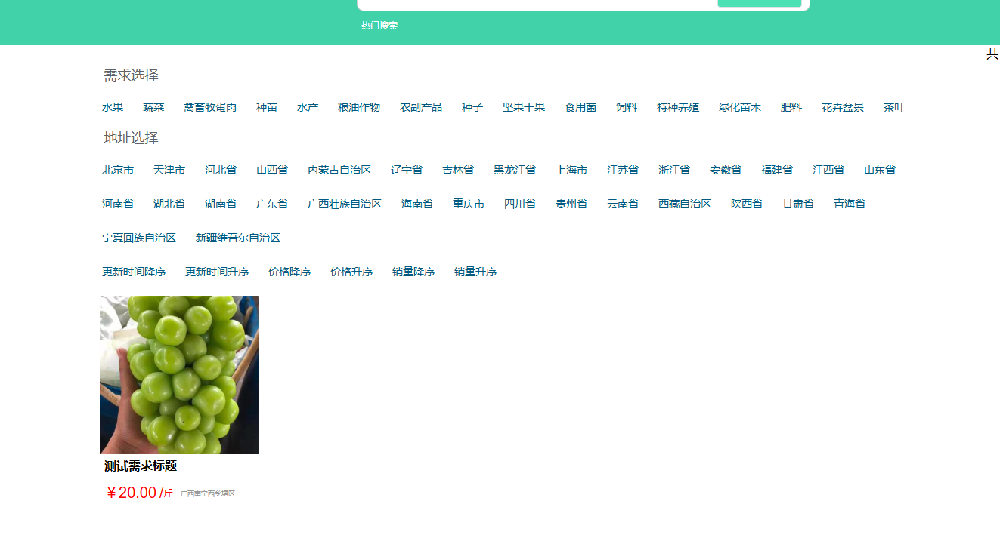 热门搜索
共
需求选择
水果 蔬菜 禽畜牧蛋肉 种苗 水产 粮油作物 农副产品 种子 坚果干果 食用菌 饲料 特种养殖 绿化苗木 肥料 花卉盆景 茶叶
地址选择
北京市 天津市 河北省 山西省 内蒙古自治区 辽宁省 吉林省 黑龙江省 上海市 江苏省 浙江省 安徽省 福建省 江西省 山东省
河南省 湖北省 湖南省 广东省 广西壮族自治区 海南省 重庆市 四川省 贵州省 云南省 西藏自治区 陕西省 甘肃省 青海省
宁夏回族自治区 新疆维吾尔自治区
更新时间降序 更新时间升序 价格降序 价格升序 销量降序 销量升序
测试需求标题
￥20.00 /斤 广西南宁西乡塘区